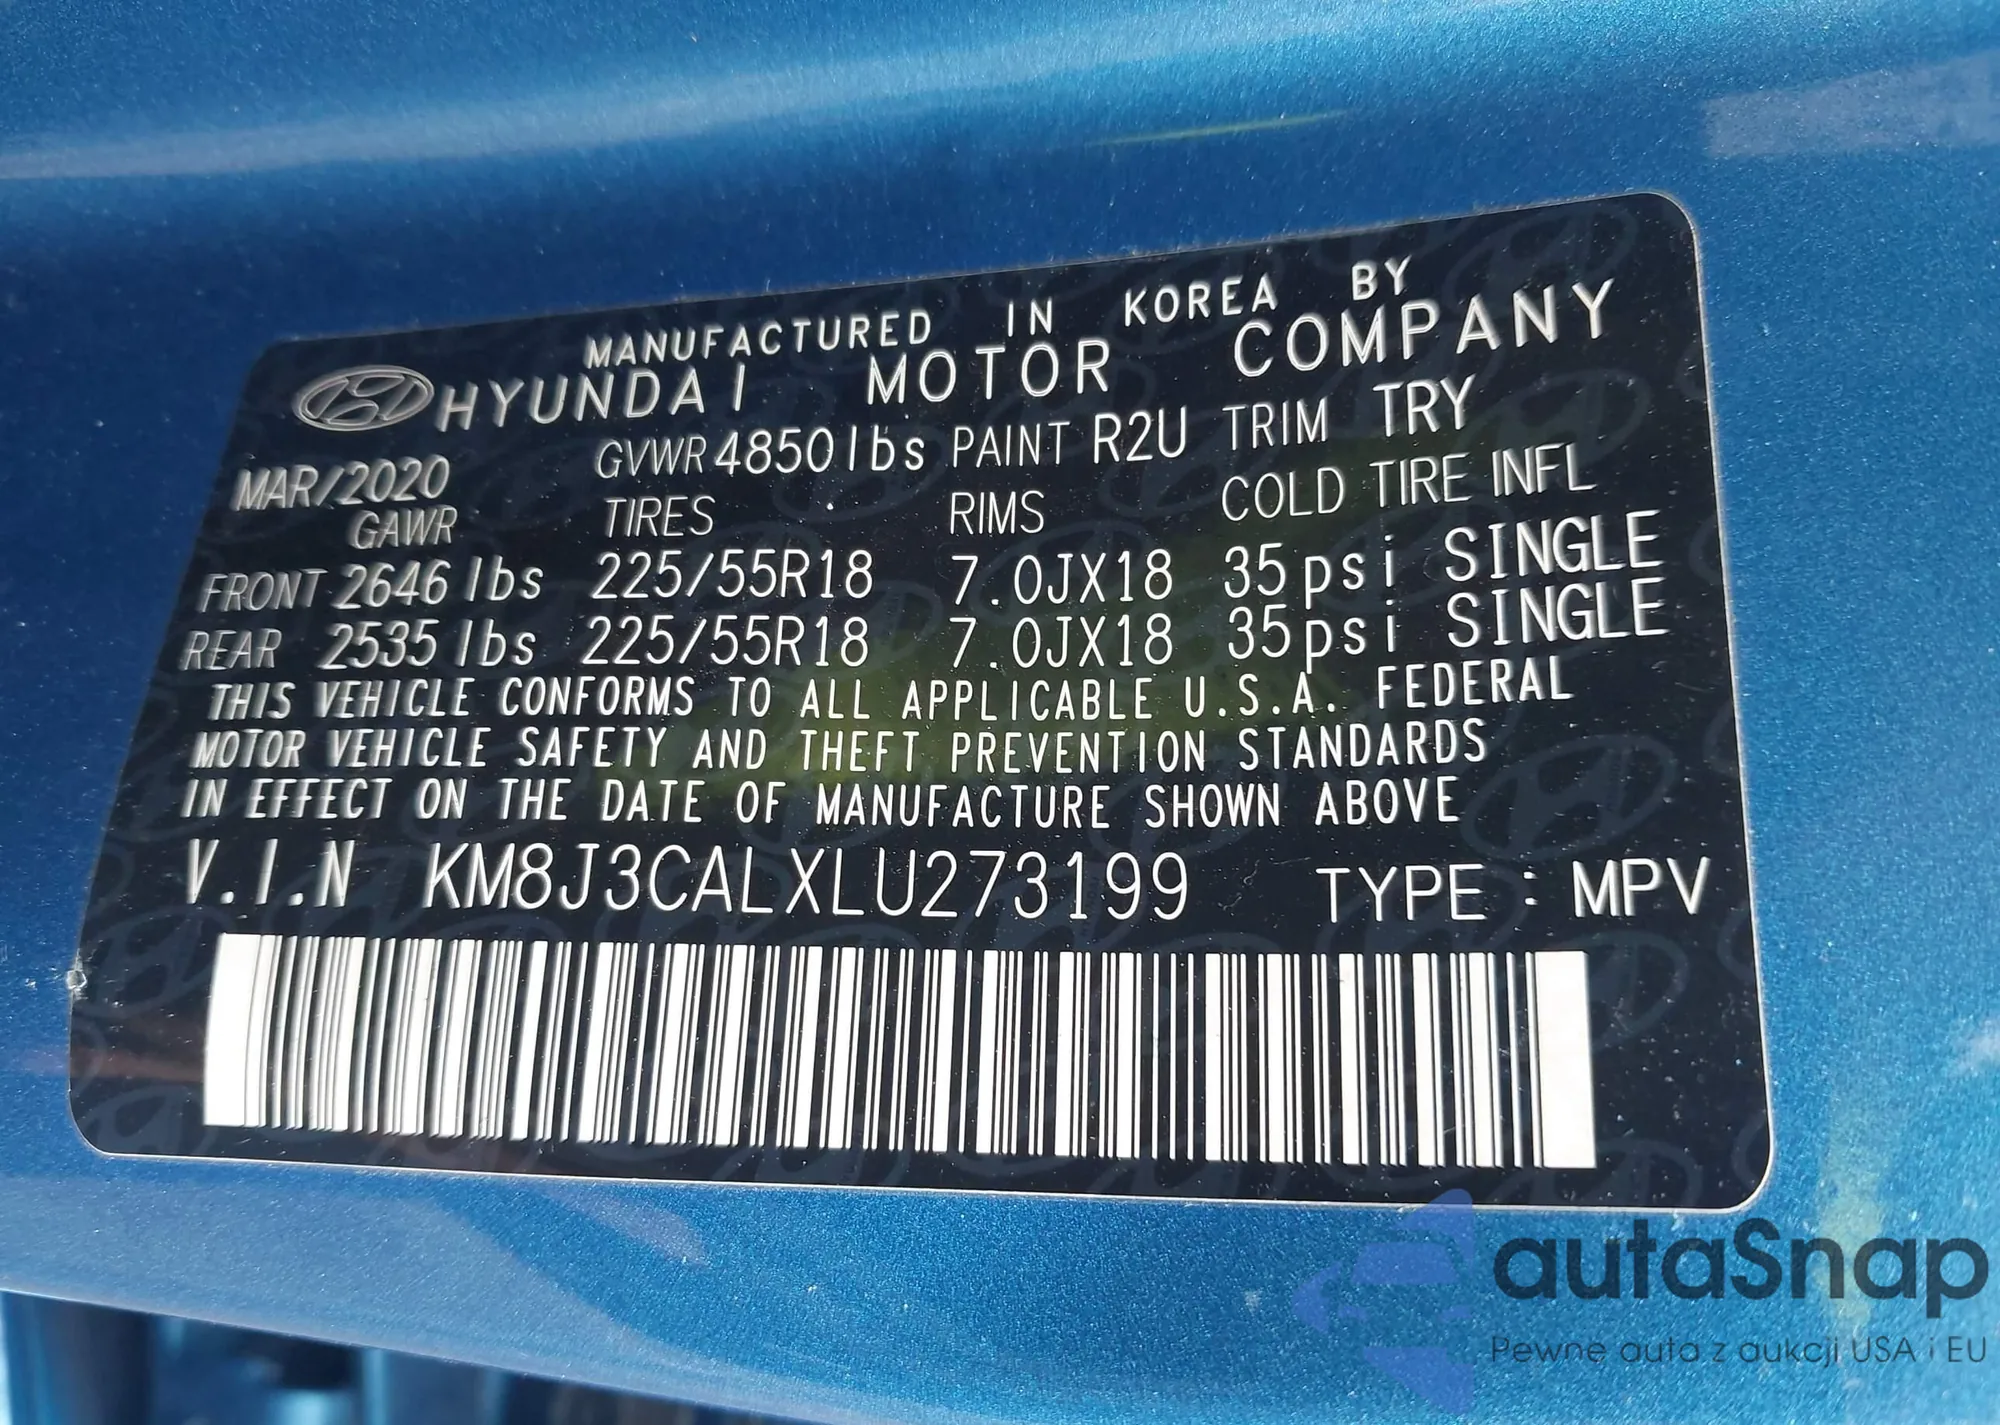 MANUFACTURED IN KOREA BY
HYUNDAI MOTOR COMPANY
MAR/2020 GVWR 4850lbs PAINT R2U TRIM TRY
GAWR TIRES RIMS COLD TIRE INFL
FRONT 2646 lbs 225/55R18 7.0JX18 35psi SINGLE
REAR 2535 lbs 225/55R18 7.0JX18 35psi SINGLE
THIS VEHICLE CONFORMS TO ALL APPLICABLE U.S.A. FEDERAL
MOTOR VEHICLE SAFETY AND THEFT PREVENTION STANDARDS
IN EFFECT ON THE DATE OF MANUFACTURE SHOWN ABOVE
V.I.N KM8J3CALXLU273199 TYPE : MPV
autaSnap
Pewne auta z aukcji USA i EU